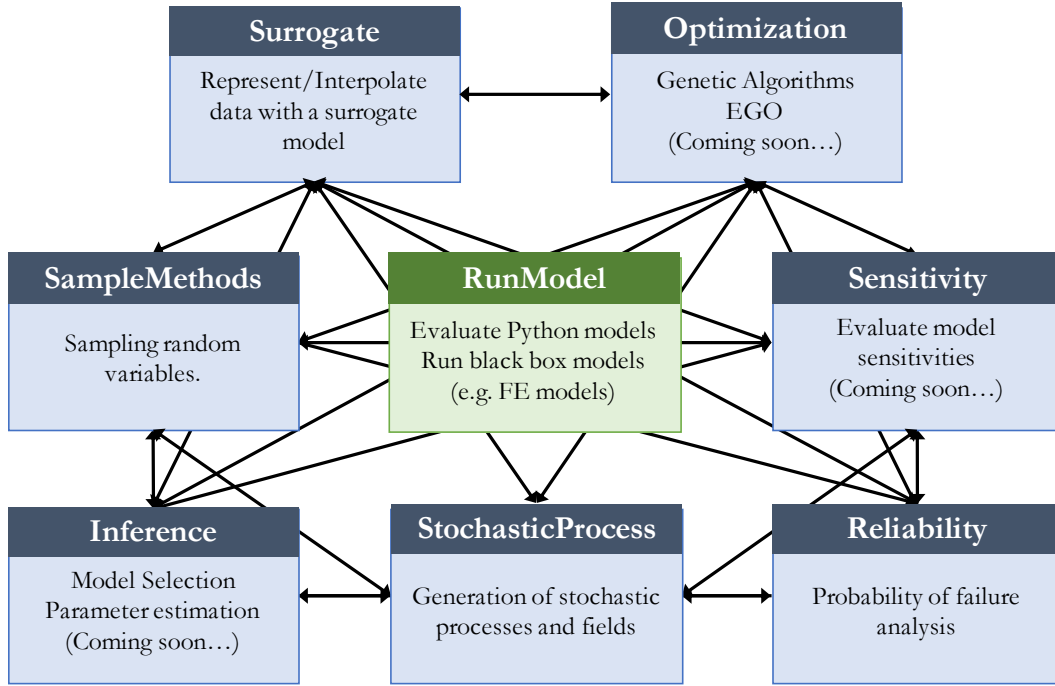 Surrogate
Represent/Interpolate
data with a surrogate
model
Optimization
Genetic Algorithms
EGO
(Coming soon…)
SampleMethods
Sampling random
variables.
RunModel
Evaluate Python models
Run black box models
(e.g. FE models)
Sensitivity
Evaluate model
sensitivities
(Coming soon…)
Inference
Model Selection
Parameter estimation
(Coming soon…)
StochasticProcess
Generation of stochastic
processes and fields
Reliability
Probability of failure
analysis